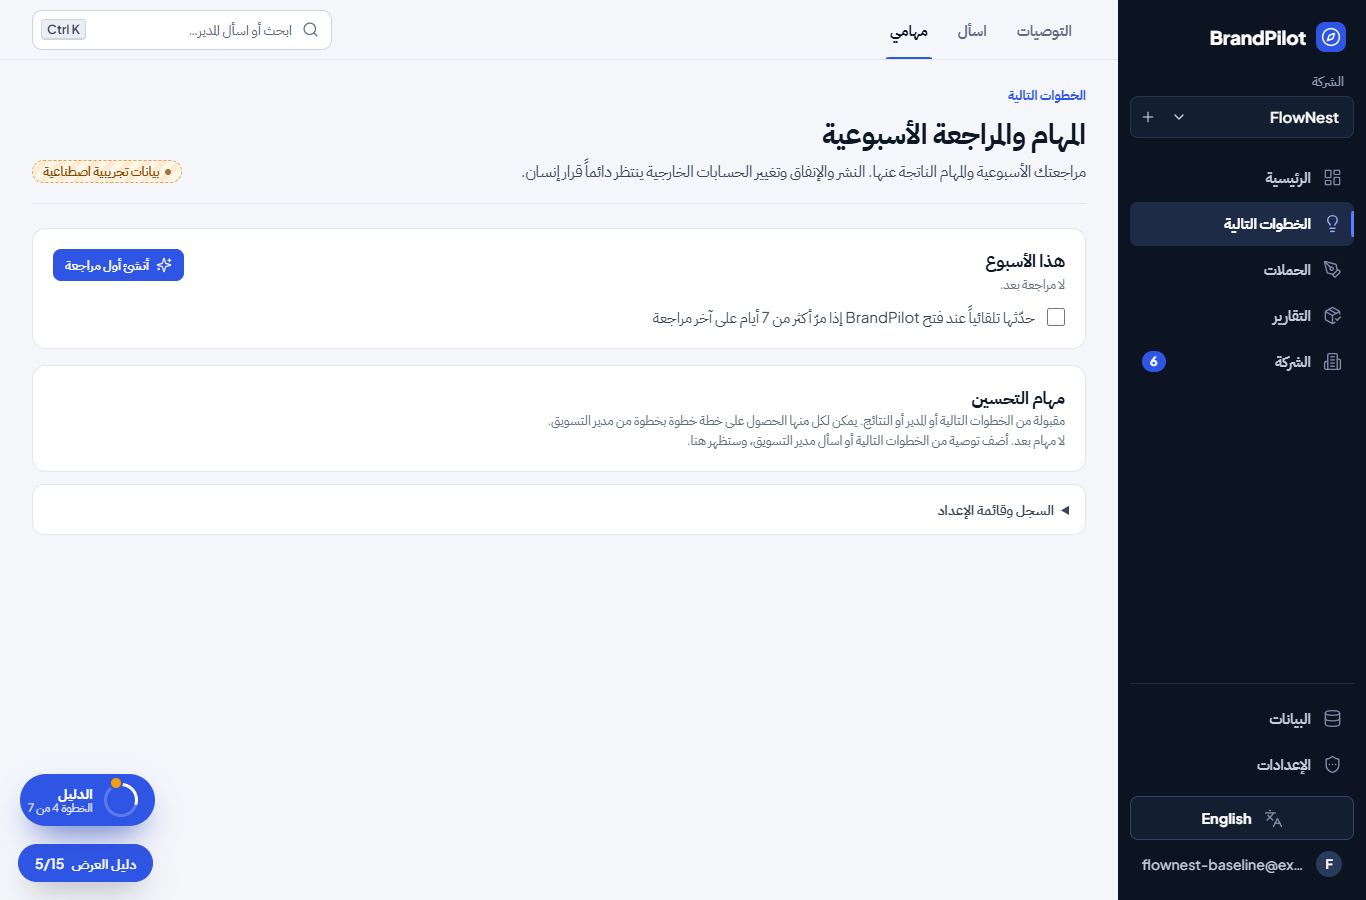 BrandPilot
الشركة
FlowNest
الرئيسية
الخطوات التالية
الحملات
التقارير
الشركة
6
البيانات
الإعدادات
English
F
flownest-baseline@ex...
التوصيات
اسأل
مهامي
ابحث أو اسأل المدير...
Ctrl K
الخطوات التالية
المهام والمراجعة الأسبوعية
مراجعتك الأسبوعية والمهام الناتجة عنها. النشر والإنفاق وتغيير الحسابات الخارجية ينتظر دائماً قرار إنسان.
بيانات تجريبية اصطناعية
هذا الأسبوع
لا مراجعة بعد.
أنشئ أول مراجعة
حدّثها تلقائياً عند فتح BrandPilot إذا مرّ أكثر من 7 أيام على آخر مراجعة
مهام التحسين
مقبولة من الخطوات التالية أو المدير أو النتائج. يمكن لكل منها الحصول على خطة خطوة بخطوة من مدير التسويق.
لا مهام بعد. أضف توصية من الخطوات التالية أو اسأل مدير التسويق، وستظهر هنا.
السجل وقائمة الإعداد
الدليل
الخطوة 4 من 7
دليل العرض 5/15